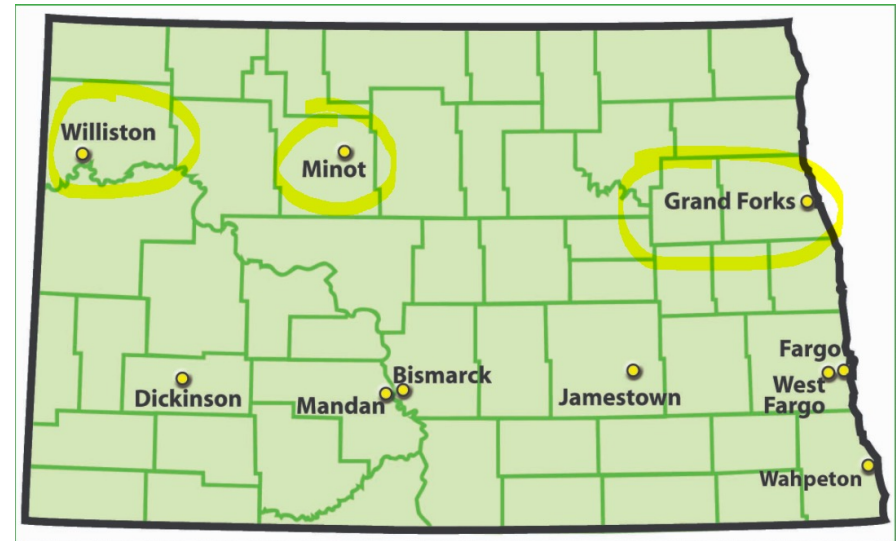 Williston
Minot
Grand Forks
Fargo
Bismarck
West
Fargo
Dickinson
Mandan
Jamestown
Wahpeton